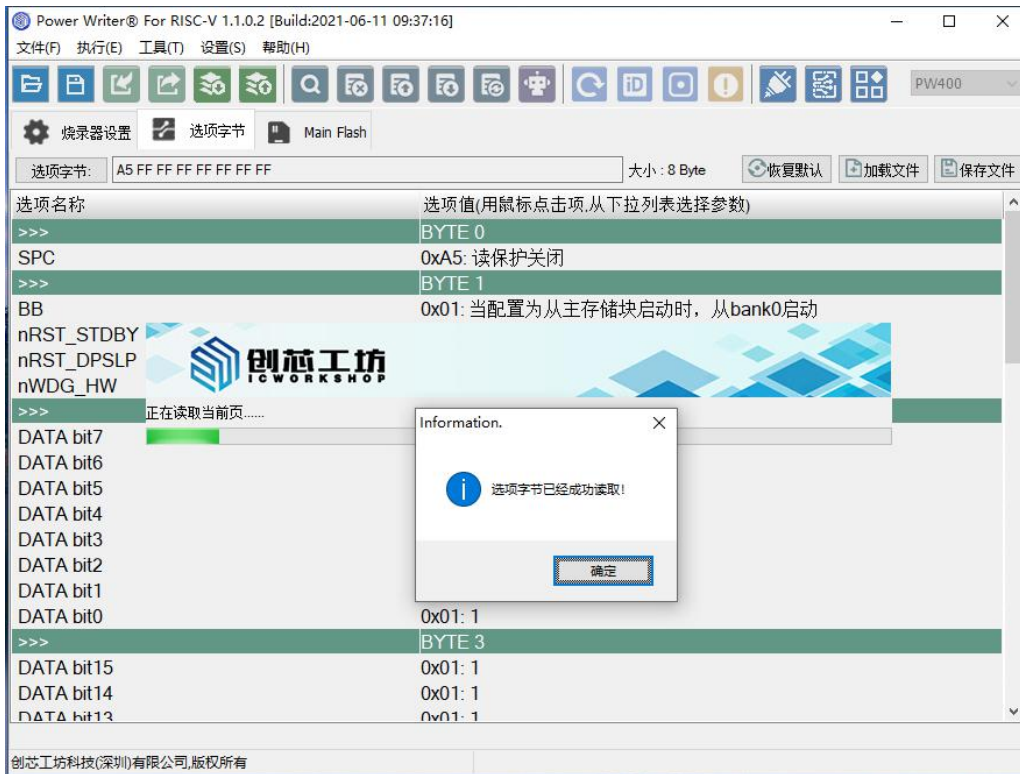 Power Writer® For RISC-V 1.1.0.2 [Build:2021-06-11 09:37:16]
文件(F) 执行(E) 工具(T) 设置(S) 帮助(H)
iD PW400
烧录器设置 选项字节 Main Flash
选项字节: A5 FF FF FF FF FF FF FF 大小 : 8 Byte 恢复默认 加载文件 保存文件
选项名称 选项值(用鼠标点击项,从下拉列表选择参数)
>>> BYTE 0
SPC 0xA5: 读保护关闭
>>> BYTE 1
BB 0x01: 当配置为从主存储块启动时，从bank0启动
nRST_STDBY
nRST_DPSLP
nWDG_HW
创芯工坊
ICWORKSHOP
>>>
正在读取当前页......
DATA bit7
DATA bit6
DATA bit5
DATA bit4
DATA bit3
DATA bit2
DATA bit1
Information.
选项字节已经成功读取!
确定
DATA bit0 0x01: 1
>>> BYTE 3
DATA bit15 0x01: 1
DATA bit14 0x01: 1
DATA bit13 0x01: 1
创芯工坊科技(深圳)有限公司,版权所有